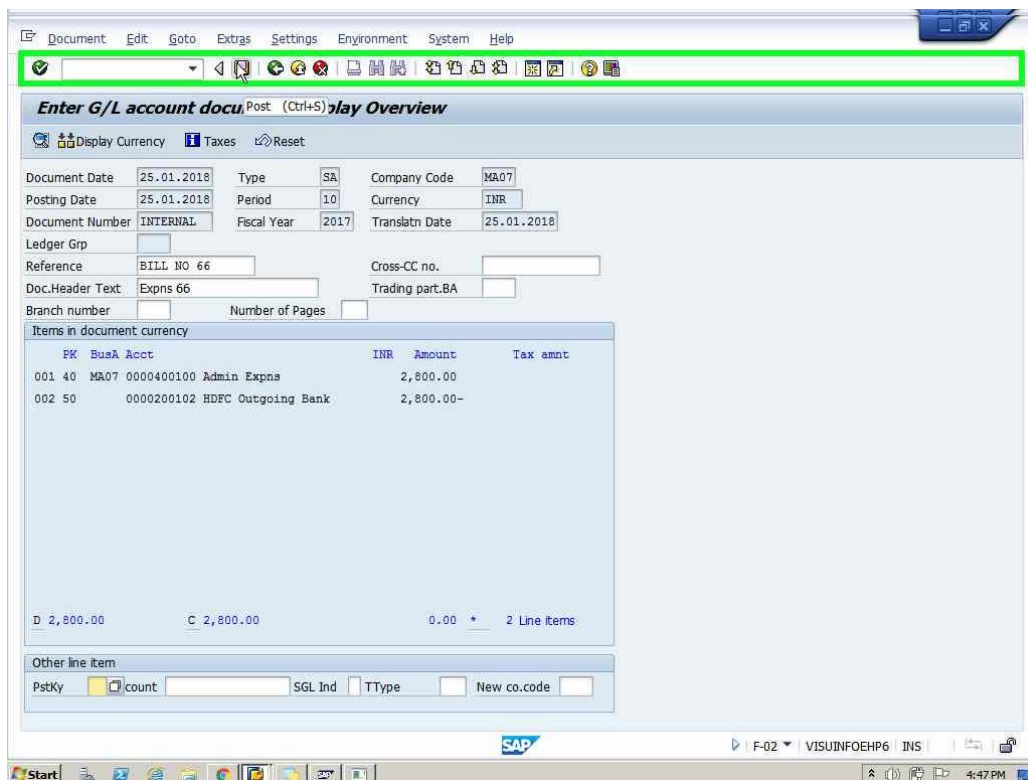 Document Edit Goto Extras Settings Environment System Help
Enter G/L account docu Post (Ctrl+S) play Overview
Display Currency Taxes Reset
Document Date 25.01.2018 Type SA Company Code MA07
Posting Date 25.01.2018 Period 10 Currency INR
Document Number INTERNAL Fiscal Year 2017 Translatn Date 25.01.2018
Ledger Grp
Reference BILL NO 66 Cross-CC no.
Doc.Header Text Expns 66 Trading part.BA
Branch number Number of Pages
Items in document currency
PK BusA Acct INR Amount Tax amnt
001 40 MA07 0000400100 Admin Expns 2,800.00
002 50 0000200102 HDFC Outgoing Bank 2,800.00-
D 2,800.00 C 2,800.00 0.00 * 2 Line items
Other line item
PstKy count SGL Ind TType New co.code
SAP F-02 VISUINFOEHP6 INS
Start 4:47 PM